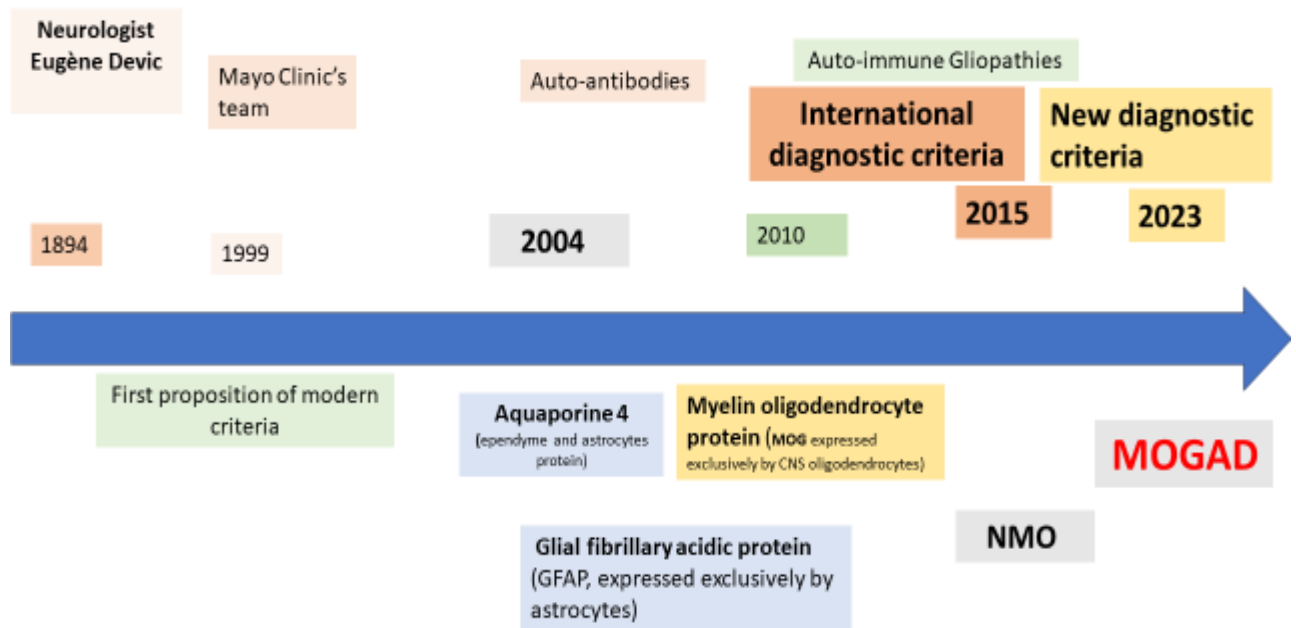 Neurologist
Eugène Devic
Mayo Clinic's
team
Auto-antibodies
Auto-immune Gliopathies
International
diagnostic criteria
New diagnostic
criteria
1894
1999
2004
2010
2015
2023
First proposition of modern
criteria
Aquaporine 4
(ependyme and astrocytes
protein)
Myelin oligodendrocyte
protein (MOG expressed
exclusively by CNS oligodendrocytes)
MOGAD
Glial fibrillary acidic protein
(GFAP, expressed exclusively by
astrocytes)
NMO